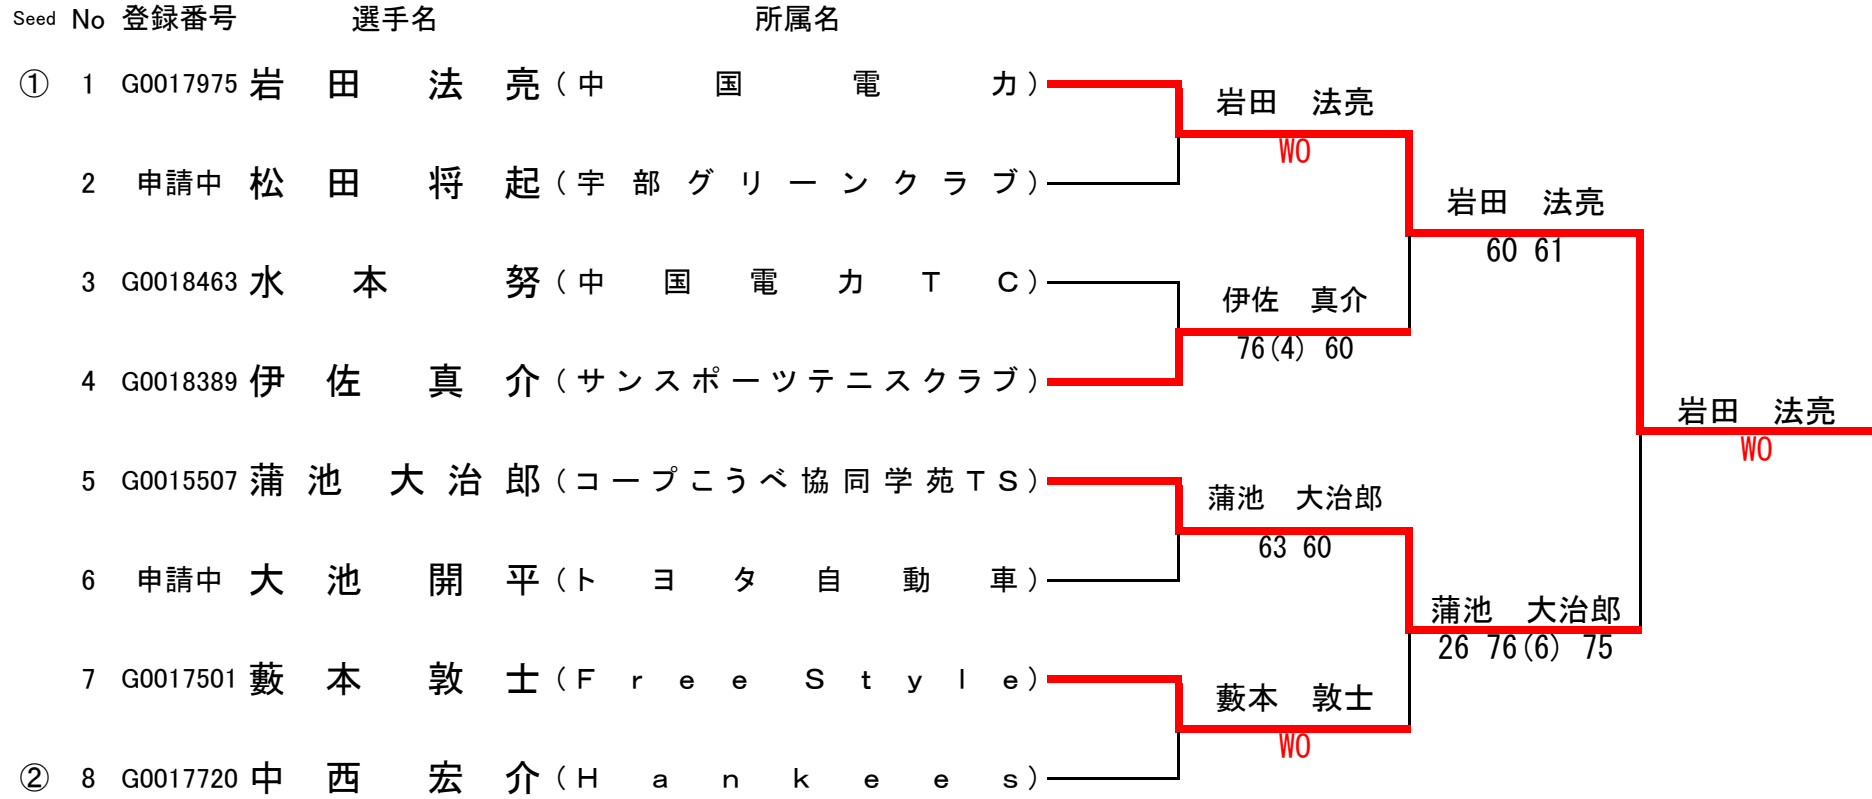 Seed No 登録番号 選手名 所属名
① 1 G0017975 岩田 法亮 (中国電力)
岩田 法亮
WO
2 申請中 松田 将起 (宇部グリーンクラブ)
岩田 法亮
60 61
3 G0018463 水本 努 (中国電力TC)
伊佐 真介
76(4) 60
4 G0018389 伊佐 真介 (サンスポーツテニスクラブ)
岩田 法亮
WO
5 G0015507 蒲池 大治郎 (コープこうべ協同学苑TS)
蒲池 大治郎
63 60
6 申請中 大池 開平 (トヨタ自動車)
蒲池 大治郎
26 76(6) 75
7 G0017501 藪本 敦士 (Free Style)
藪本 敦士
WO
② 8 G0017720 中西 宏介 (Hankees)